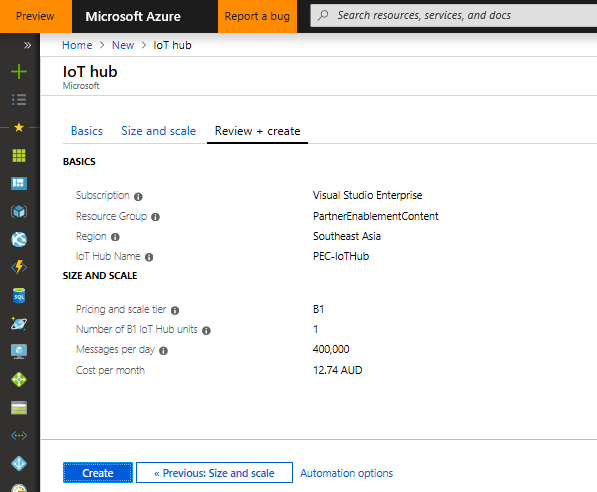 Preview Microsoft Azure Report a bug Search resources, services, and docs
Home > New > IoT hub
IoT hub
Microsoft
Basics Size and scale Review + create
BASICS
Subscription Visual Studio Enterprise
Resource Group PartnerEnablementContent
Region Southeast Asia
IoT Hub Name PEC-IoTHub
SIZE AND SCALE
Pricing and scale tier B1
Number of B1 IoT Hub units 1
Messages per day 400,000
Cost per month 12.74 AUD
Create « Previous: Size and scale Automation options